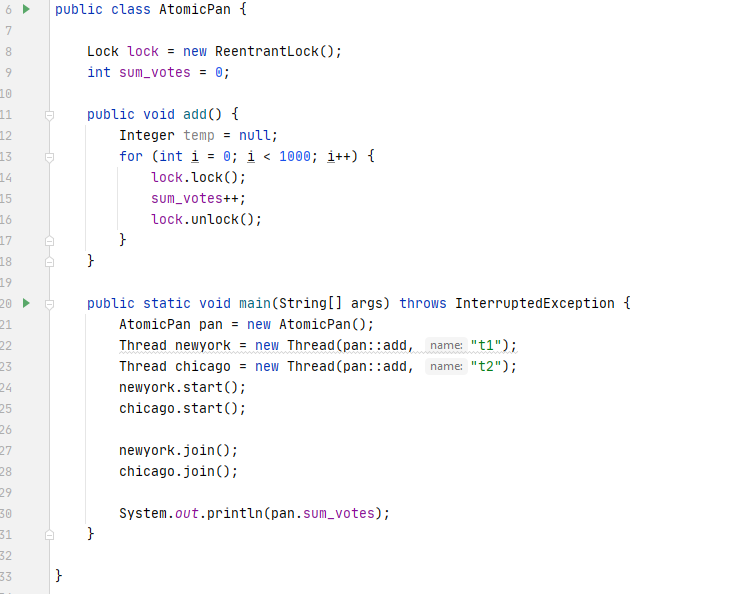 6 public class AtomicPan {
7
8 Lock lock = new ReentrantLock();
9 int sum_votes = 0;
10
11 public void add() {
12 Integer temp = null;
13 for (int i = 0; i < 1000; i++) {
14 lock.lock();
15 sum_votes++;
16 lock.unlock();
17 }
18 }
19
20 public static void main(String[] args) throws InterruptedException {
21 AtomicPan pan = new AtomicPan();
22 Thread newyork = new Thread(pan::add, name: "t1");
23 Thread chicago = new Thread(pan::add, name: "t2");
24 newyork.start();
25 chicago.start();
26
27 newyork.join();
28 chicago.join();
29
30 System.out.println(pan.sum_votes);
31 }
32
33 }